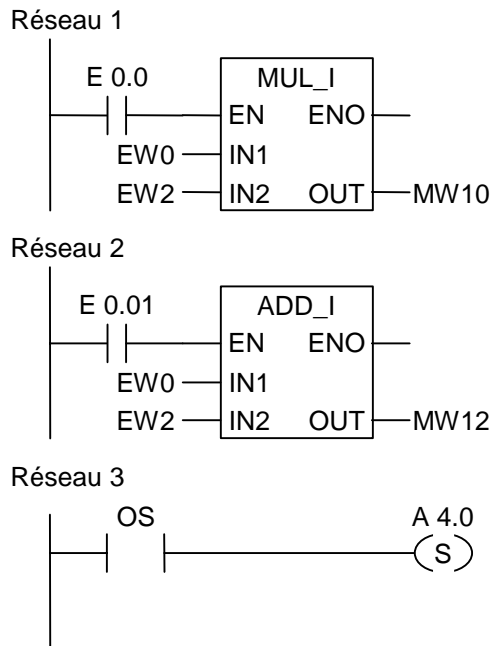 Réseau 1
E 0.0
MUL_I
EN ENO
EW0 IN1
EW2 IN2 OUT MW10
Réseau 2
E 0.01
ADD_I
EN ENO
EW0 IN1
EW2 IN2 OUT MW12
Réseau 3
OS A 4.0
S